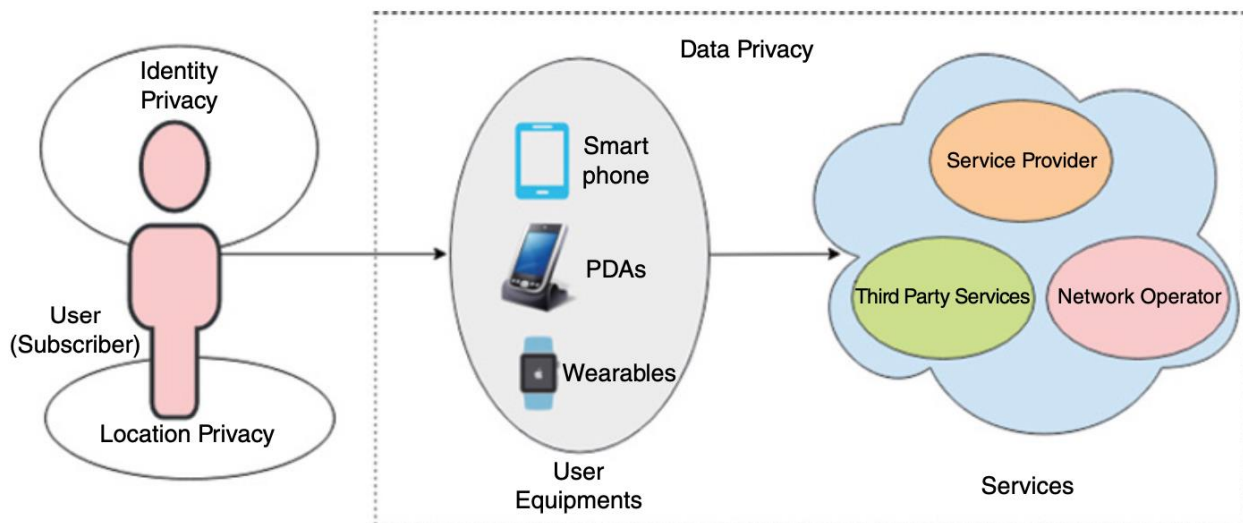 Identity
Privacy
User
(Subscriber)
Location Privacy
Data Privacy
Smart
phone
PDAs
Wearables
User
Equipments
Service Provider
Third Party Services
Network Operator
Services